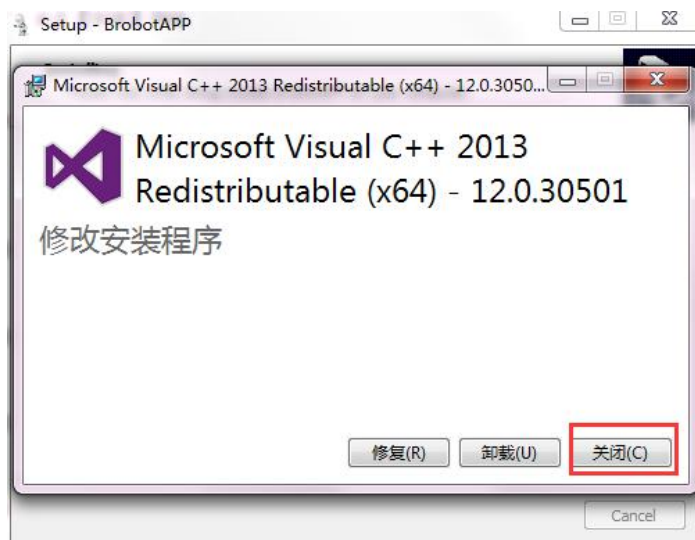 Setup - BrobotAPP
Microsoft Visual C++ 2013 Redistributable (x64) - 12.0.3050...
Microsoft Visual C++ 2013
Redistributable (x64) - 12.0.30501
修改安装程序
修复(R) 卸载(U) 关闭(C)
Cancel